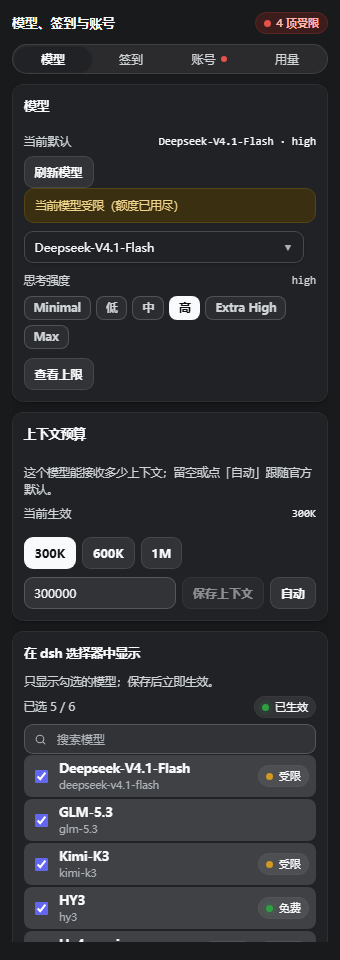 模型、签到与账号
4 项受限
模型
签到
账号
用量
模型
当前默认
Deepseek-V4.1-Flash · high
刷新模型
当前模型受限（额度已用尽）
Deepseek-V4.1-Flash
思考强度
high
Minimal
低
中
高
Extra High
Max
查看上限
上下文预算
这个模型能接收多少上下文；留空或点「自动」跟随官方
默认。
当前生效
300K
300K
600K
1M
300000
保存上下文
自动
在 dsh 选择器中显示
只显示勾选的模型；保存后立即生效。
已选 5 / 6
已生效
搜索模型
Deepseek-V4.1-Flash
deepseek-v4.1-flash
受限
GLM-5.3
glm-5.3
Kimi-K3
kimi-k3
受限
HY3
hy3
免费